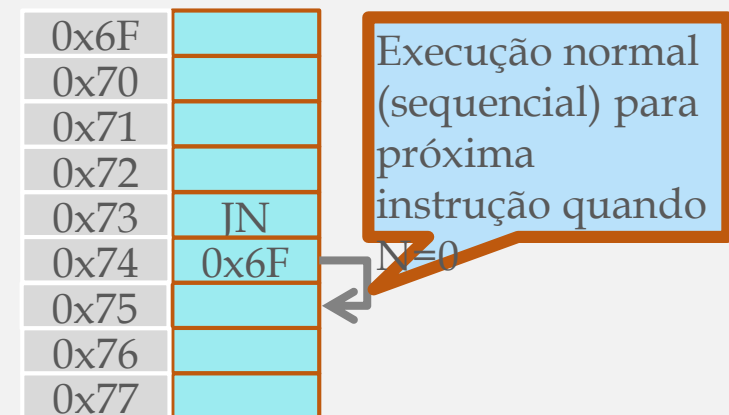 0x6F
0x70
0x71
0x72
0x73 JN
0x74 0x6F
0x75
0x76
0x77
Execução normal
(sequencial) para
próxima
instrução quando
N=0